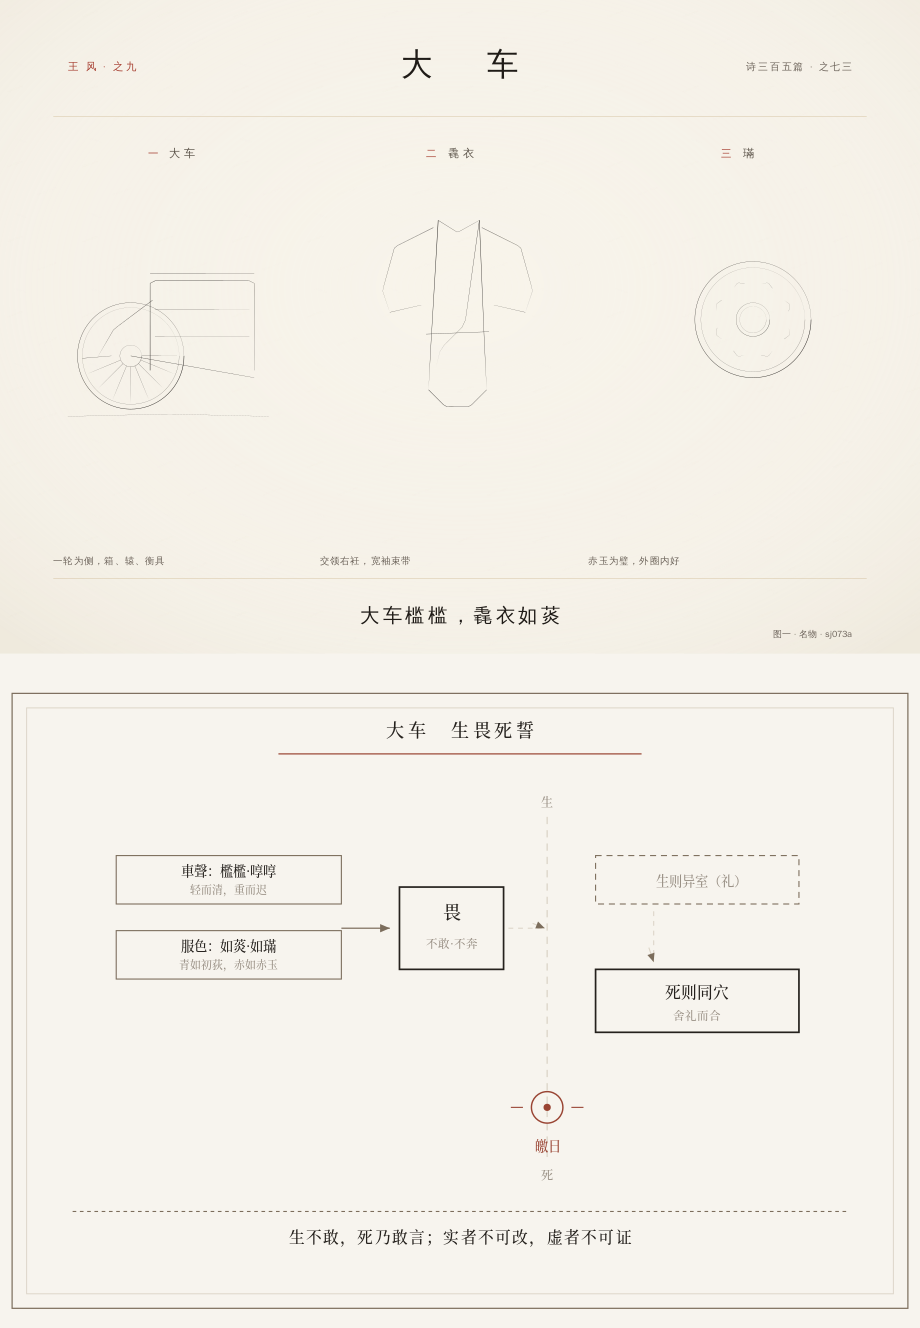 王 风 · 之九
大 车
诗三百五篇 · 之七三
一 大车
二 毳衣
三 璊
一轮为侧，箱、辕、衡具
交领右衽，宽袖束带
赤玉为璧，外圈内好
大车槛槛，毳衣如菼
图一 · 名物 · sj073a
大车 生畏死誓
生
車聲：檻檻·啍啍
轻而清，重而迟
服色：如菼·如璊
青如初荻，赤如赤玉
畏
不敢·不奔
生则异室（礼）
死则同穴
舍礼而合
皦日
死
生不敢，死乃敢言；实者不可改，虚者不可证